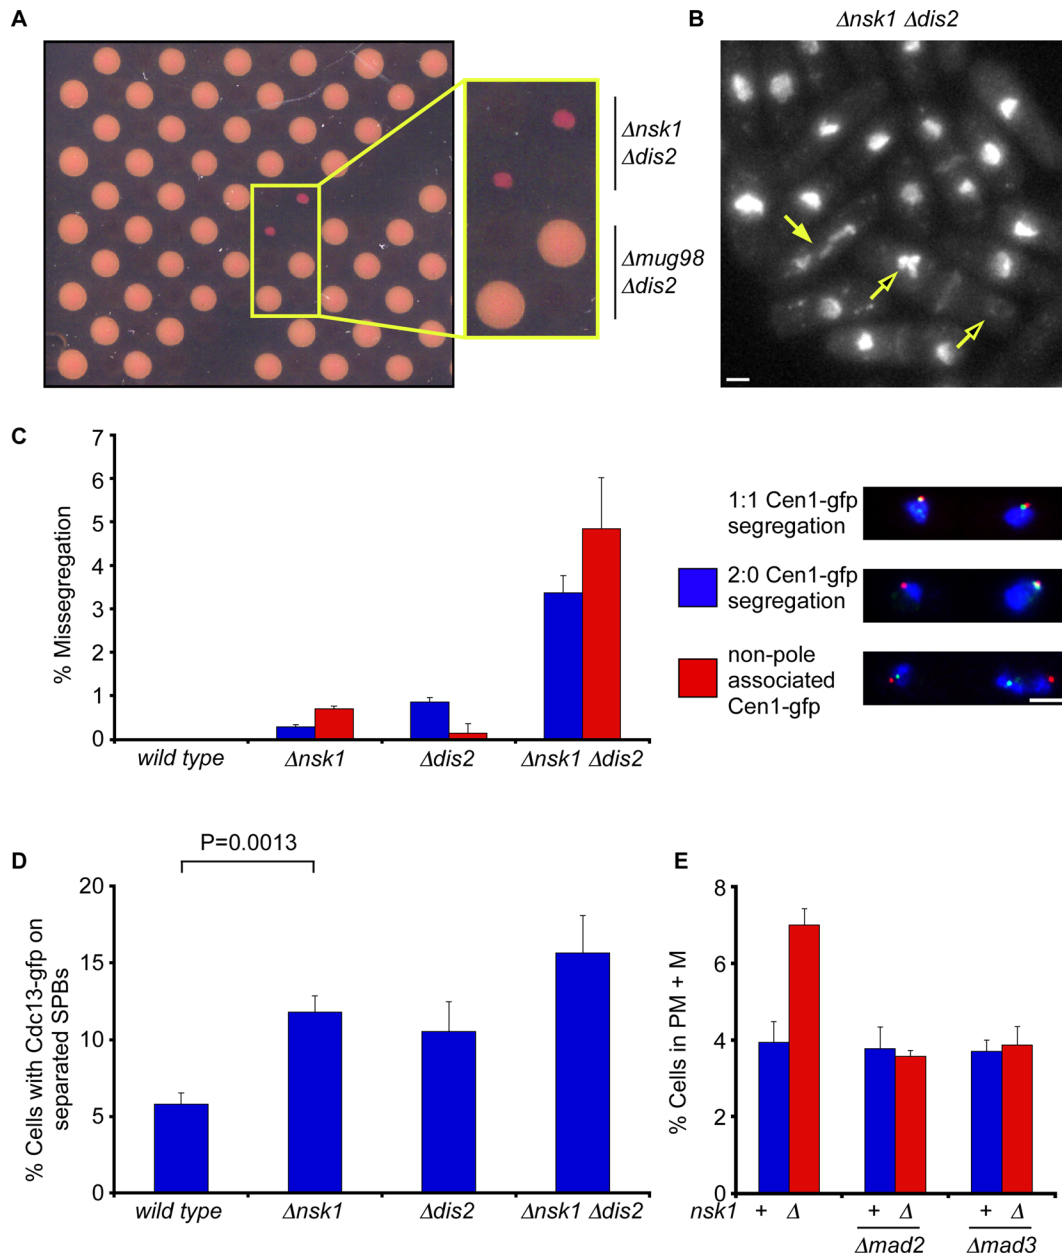 A
Δnsk1
Δdis2
Δmug98
Δdis2
B
Δnsk1 Δdis2
C
% Missegregation
7
6
5
4
3
2
1
0
wild type
Δnsk1
Δdis2
Δnsk1 Δdis2
1:1 Cen1-gfp
segregation
2:0 Cen1-gfp
segregation
non-pole
associated
Cen1-gfp
D
P=0.0013
% Cells with Cdc13-gfp on
separated SPBs
20
15
10
5
0
wild type
Δnsk1
Δdis2
Δnsk1 Δdis2
E
% Cells in PM + M
8
6
4
2
0
nsk1 + Δ + Δ + Δ
Δmad2 Δmad3